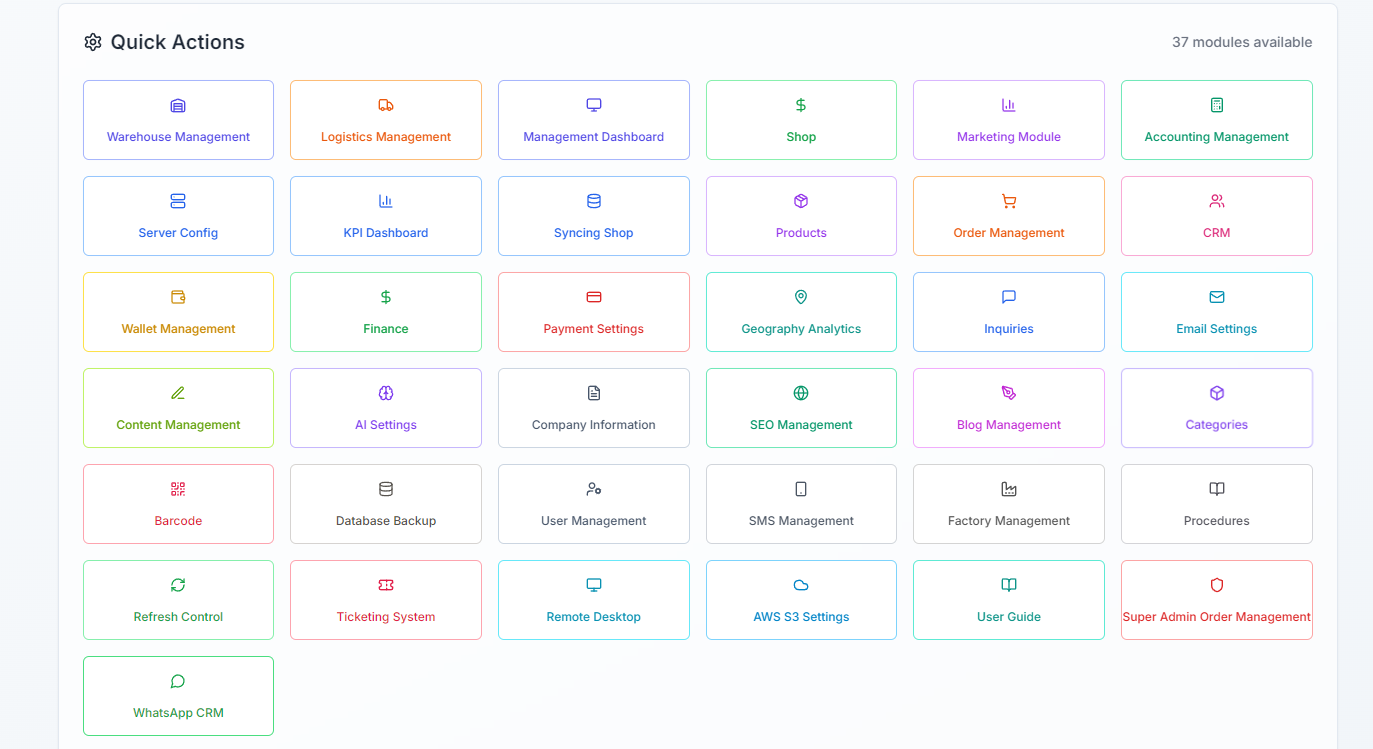 Quick Actions
37 modules available
Warehouse Management
Logistics Management
Management Dashboard
Shop
Marketing Module
Accounting Management
Server Config
KPI Dashboard
Syncing Shop
Products
Order Management
CRM
Wallet Management
Finance
Payment Settings
Geography Analytics
Inquiries
Email Settings
Content Management
AI Settings
Company Information
SEO Management
Blog Management
Categories
Barcode
Database Backup
User Management
SMS Management
Factory Management
Procedures
Refresh Control
Ticketing System
Remote Desktop
AWS S3 Settings
User Guide
Super Admin Order Management
WhatsApp CRM